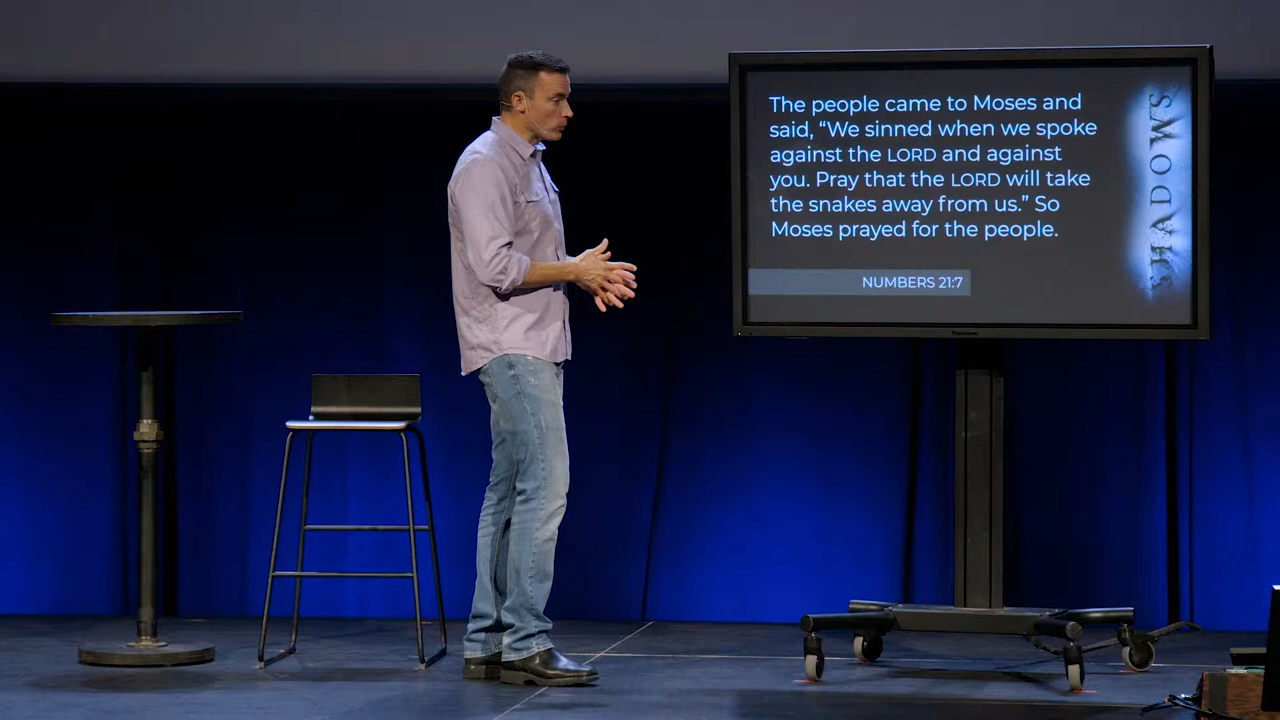 The people came to Moses and
said, “We sinned when we spoke
against the LORD and against
you. Pray that the LORD will take
the snakes away from us.” So
Moses prayed for the people.
NUMBERS 21:7
SHADOWS